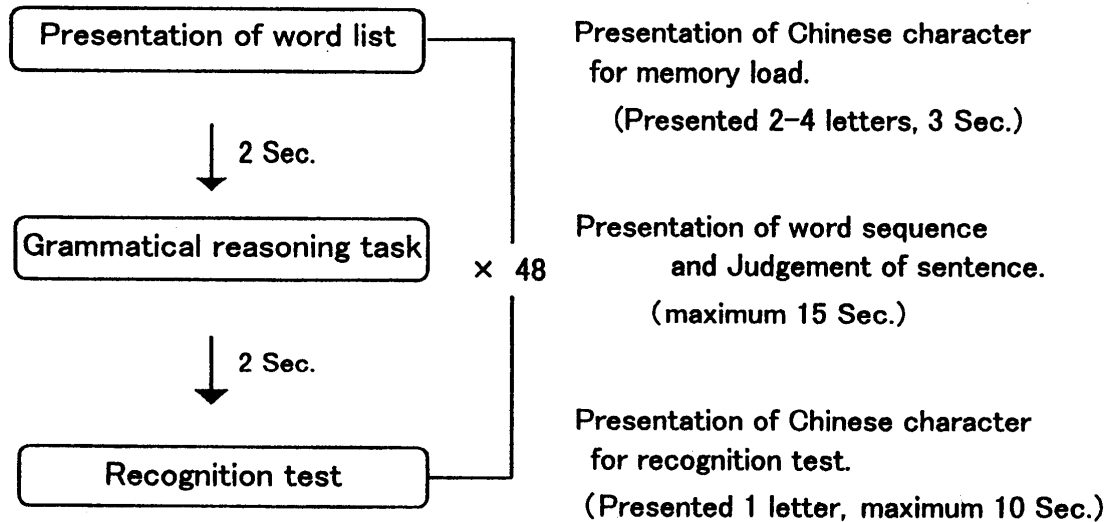 Presentation of word list
Presentation of Chinese character
for memory load.
(Presented 2-4 letters, 3 Sec.)
2 Sec.
Grammatical reasoning task
× 48
Presentation of word sequence
and Judgement of sentence.
(maximum 15 Sec.)
2 Sec.
Recognition test
Presentation of Chinese character
for recognition test.
(Presented 1 letter, maximum 10 Sec.)